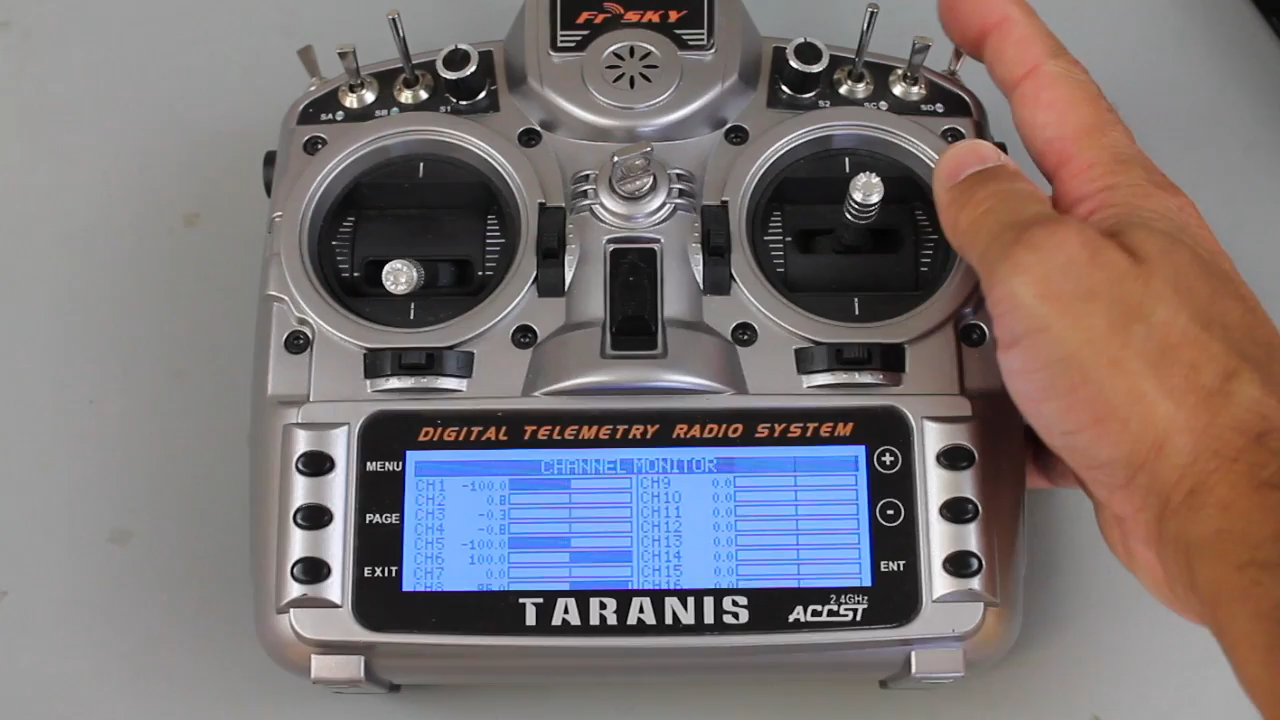 FrSKY
SA SB S1 S2 SC SD
DIGITAL TELEMETRY RADIO SYSTEM
MENU
PAGE
EXIT
CHANNEL MONITOR
CH1 -100.0 CH9 0.0
CH2 0.8 CH10 0.0
CH3 -0.3 CH11 0.0
CH4 -0.8 CH12 0.0
CH5 -100.0 CH13 0.0
CH6 100.0 CH14 0.0
CH7 0.0 CH15 0.0
CH8 CH16
+
-
ENT
TARANIS
2.4GHz
ACCST